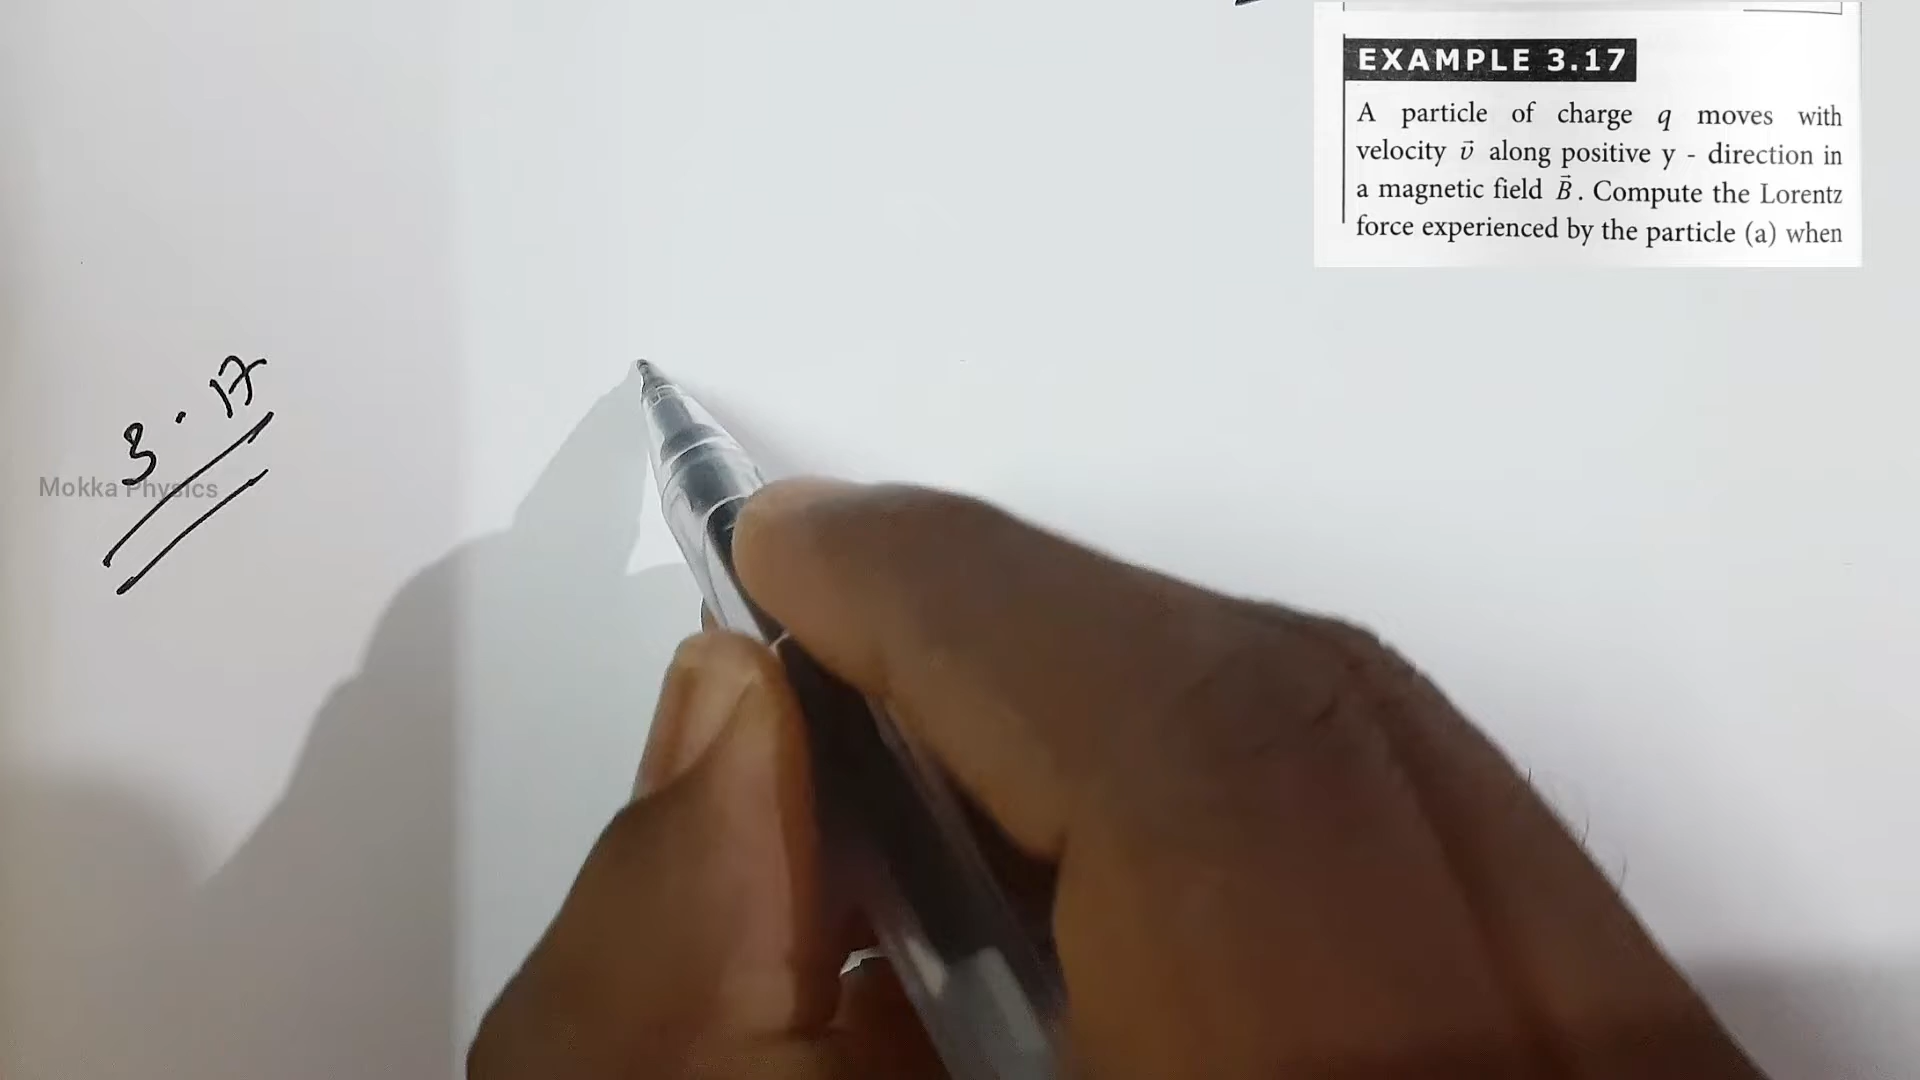 EXAMPLE 3.17
A particle of charge q moves with
velocity v⃗ along positive y - direction in
a magnetic field B⃗. Compute the Lorentz
force experienced by the particle (a) when
3.17
Mokka Physics